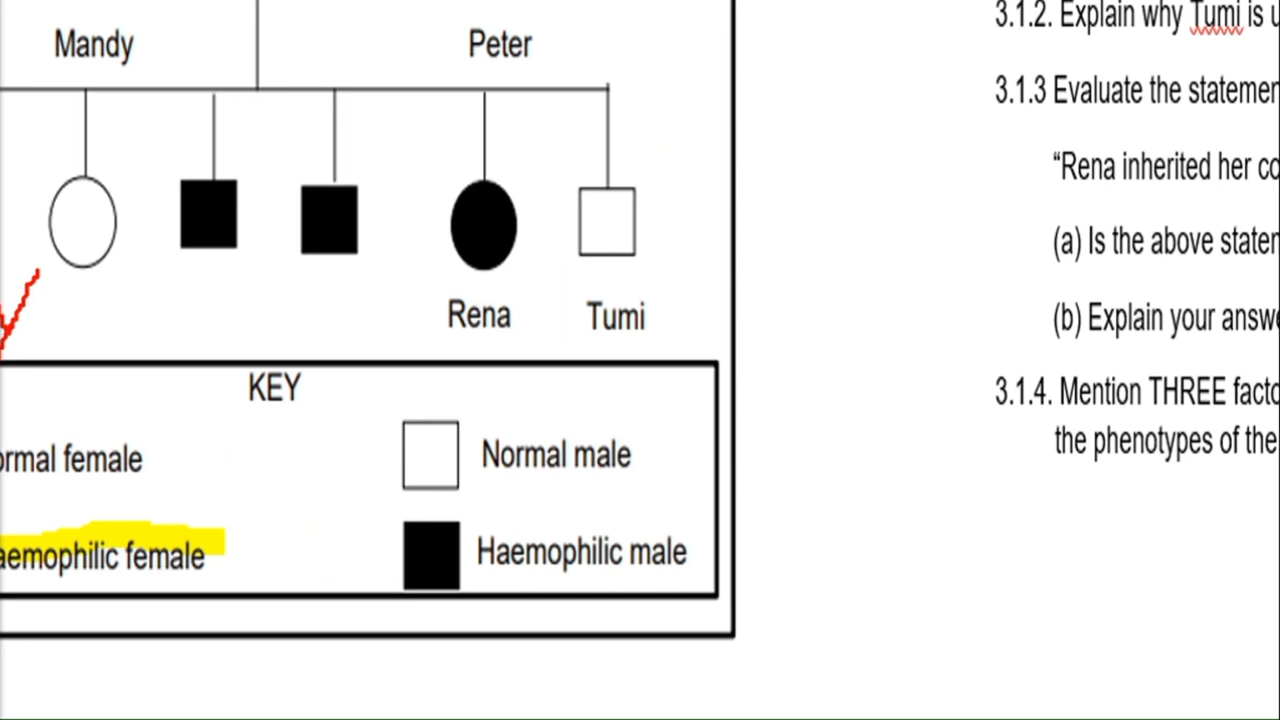 Mandy
Peter
Rena
Tumi
KEY
ormal female
Normal male
aemophilic female
Haemophilic male
3.1.2. Explain why Tumi is u
3.1.3 Evaluate the statemen
“Rena inherited her co
(a) Is the above staten
(b) Explain your answe
3.1.4. Mention THREE facto
the phenotypes of the